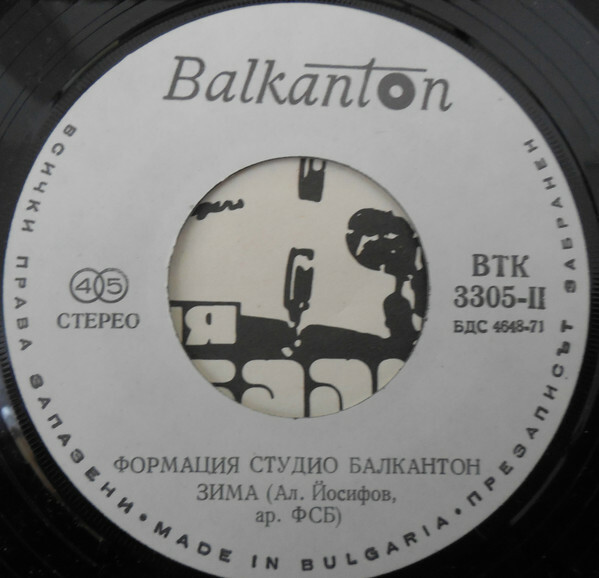 Balkanton
45
СТЕРЕО
ВТК
3305-II
БДС 4648-71
ФОРМАЦИЯ СТУДИО БАЛКАНТОН
ЗИМА (Ал. Йосифов,
ар. ФСБ)
ВСИЧКИ ПРАВА ЗАПАЗЕНИ • MADE IN BULGARIA • ПРЕЗАПИСЪТ ЗАБРАНЕН